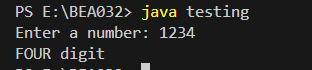 PS E:\BEA032> java testing
Enter a number: 1234
FOUR digit